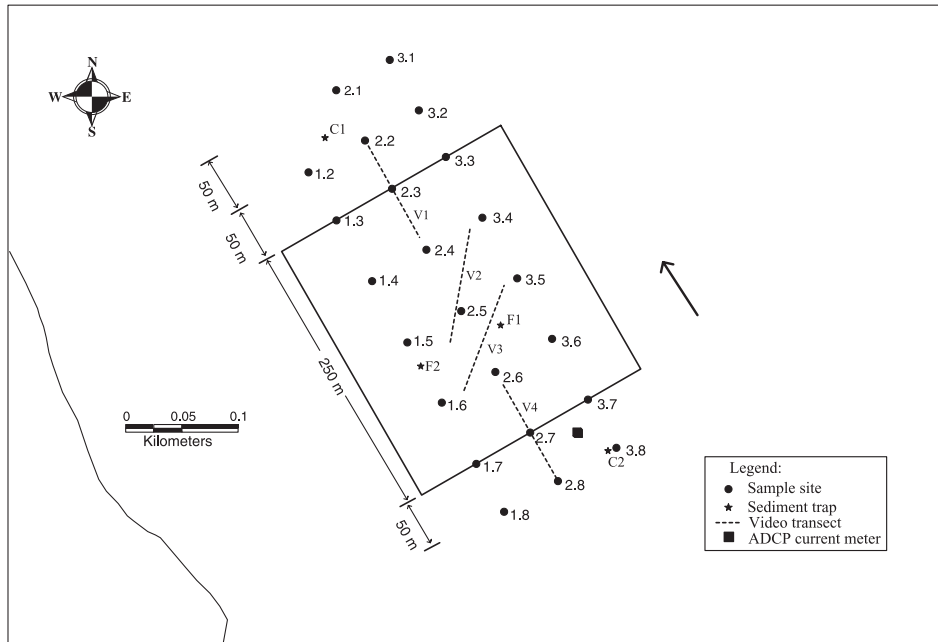 N
W E
S
3.1
2.1
3.2
C1
2.2
1.2
3.3
2.3
1.3
V1
3.4
2.4
1.4
V2
3.5
2.5
F1
1.5
V3
3.6
F2
2.6
1.6
V4
3.7
2.7
1.7
3.8
C2
2.8
1.8
50 m
50 m
250 m
50 m
0 0.05 0.1
Kilometers
Legend:
Sample site
Sediment trap
Video transect
ADCP current meter